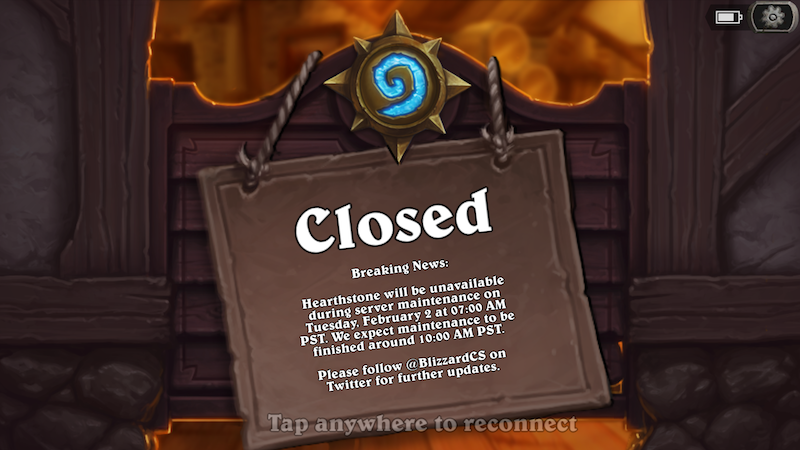 Closed
Breaking News:
Hearthstone will be unavailable
during server maintenance on
Tuesday, February 2 at 07:00 AM
PST. We expect maintenance to be
finished around 10:00 AM PST.
Please follow @BlizzardCS on
Twitter for further updates.
Tap anywhere to reconnect